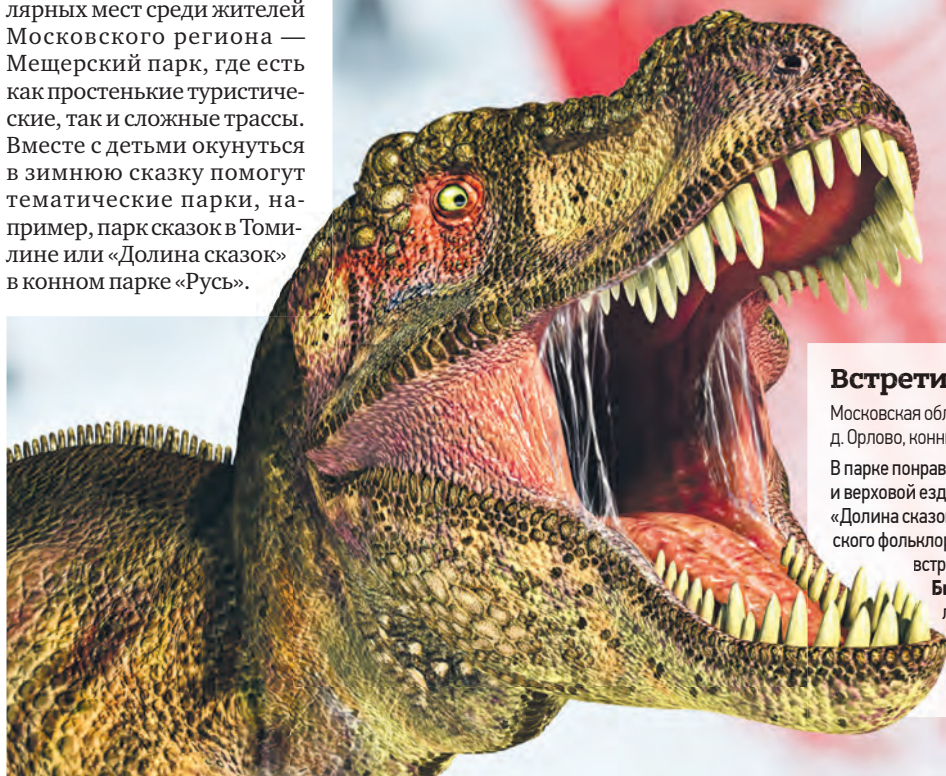 лярных мест среди жителей
Московского региона —
Мещерский парк, где есть
как простенькие туристиче-
ские, так и сложные трассы.
Вместе с детьми окунуться
в зимнюю сказку помогут
тематические парки, на-
пример, парк сказок в Томи-
лине или «Долина сказок»
в конном парке «Русь».
Встрети
Московская обл
д. Орлово, конн
В парке понрав
и верховой езд
«Долина сказо
ского фольклор
встр